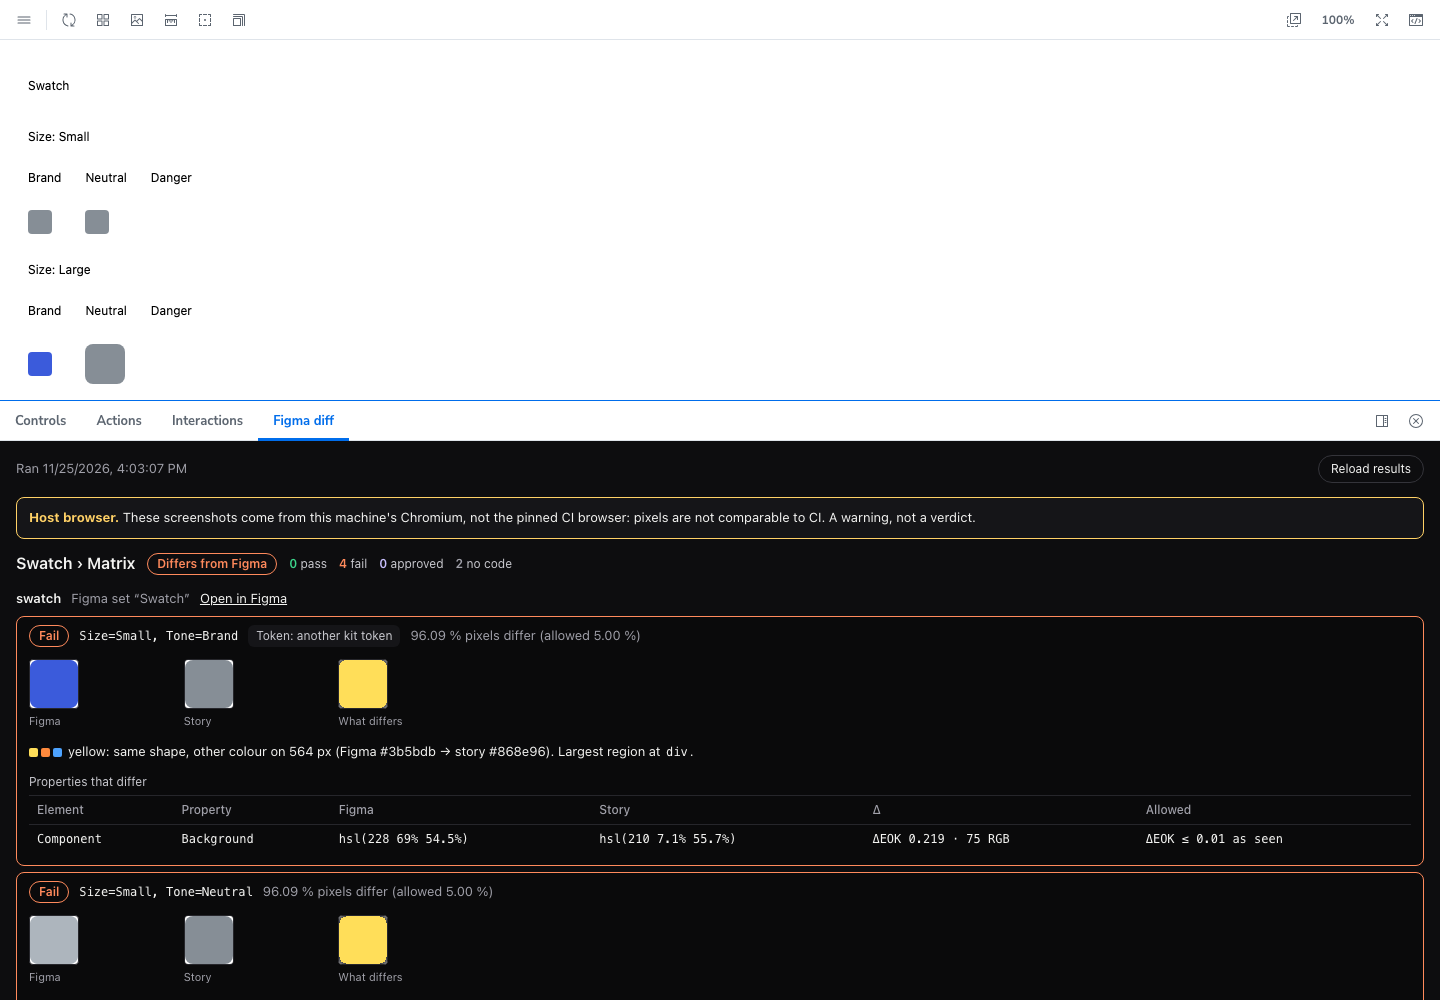 100%
Swatch
Size: Small
Brand Neutral Danger
Size: Large
Brand Neutral Danger
Controls Actions Interactions Figma diff
Ran 11/25/2026, 4:03:07 PM Reload results
Host browser. These screenshots come from this machine's Chromium, not the pinned CI browser: pixels are not comparable to CI. A warning, not a verdict.
Swatch › Matrix Differs from Figma 0 pass 4 fail 0 approved 2 no code
swatch Figma set “Swatch” Open in Figma
Fail Size=Small, Tone=Brand Token: another kit token 96.09 % pixels differ (allowed 5.00 %)
Figma Story What differs
yellow: same shape, other colour on 564 px (Figma #3b5bdb → story #868e96). Largest region at div.
Properties that differ
Element Property Figma Story Δ Allowed
Component Background hsl(228 69% 54.5%) hsl(210 7.1% 55.7%) ΔEOK 0.219 · 75 RGB ΔEOK ≤ 0.01 as seen
Fail Size=Small, Tone=Neutral 96.09 % pixels differ (allowed 5.00 %)
Figma Story What differs